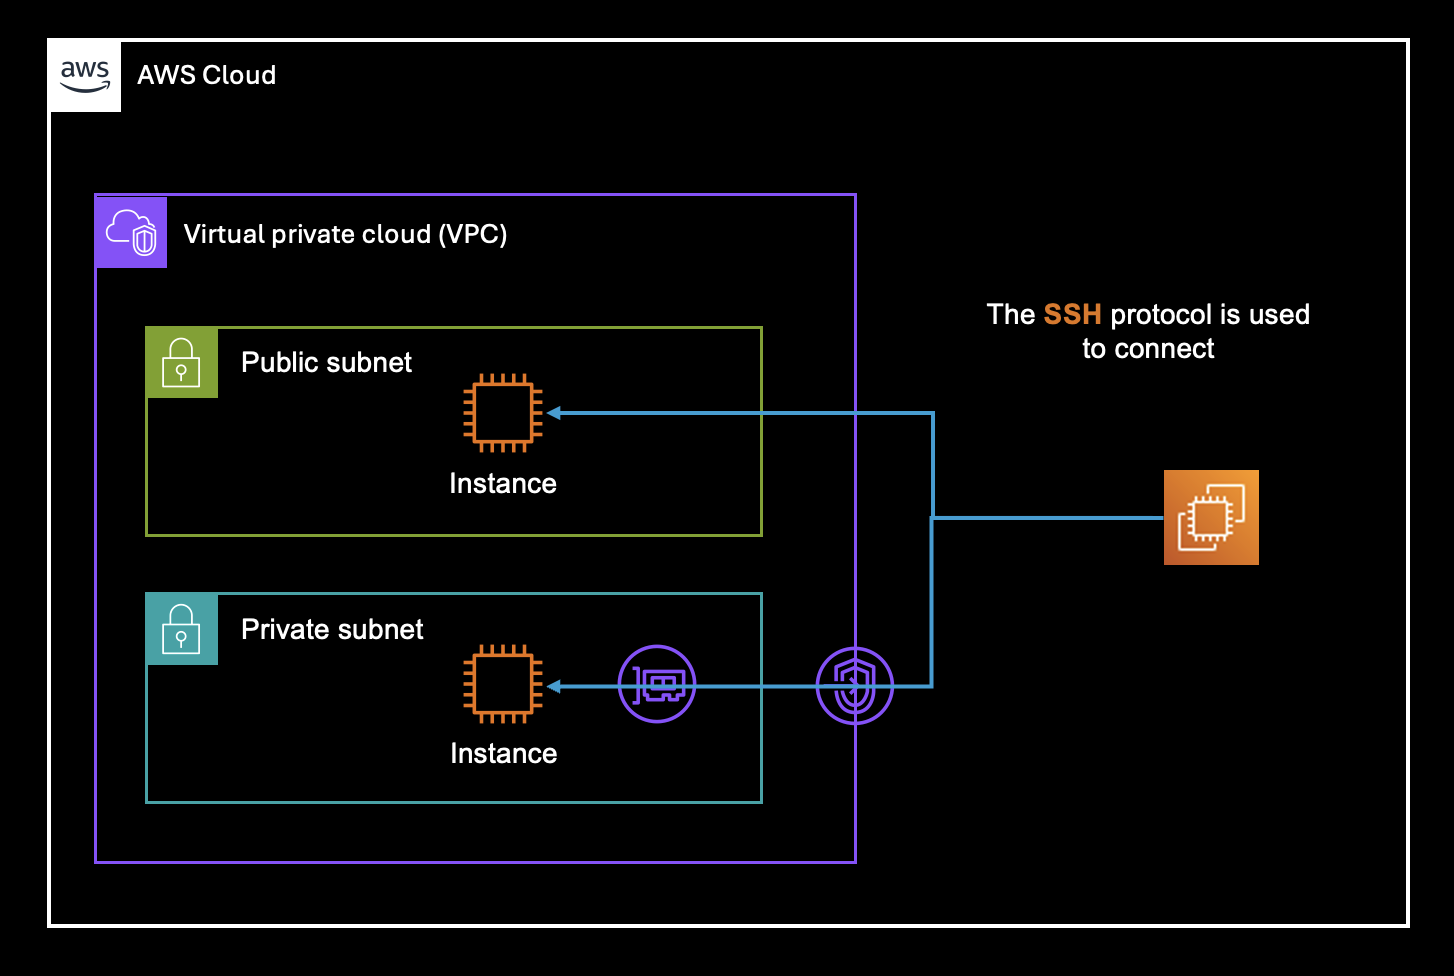 aws
AWS Cloud
Virtual private cloud (VPC)
Public subnet
Instance
Private subnet
Instance
The SSH protocol is used
to connect